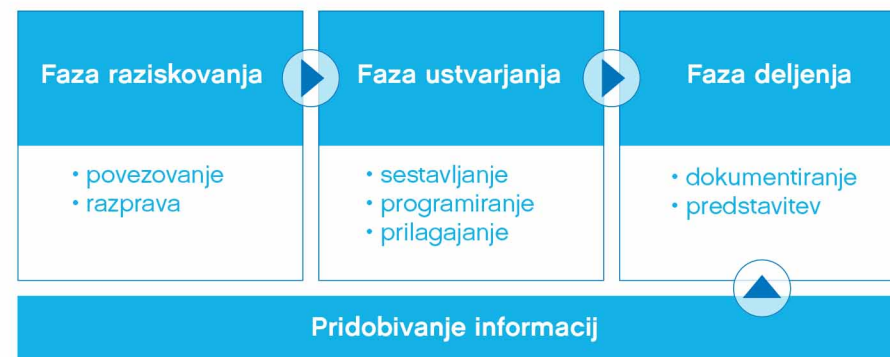 Faza raziskovanja
• povezovanje
• razprava
Faza ustvarjanja
• sestavljanje
• programiranje
• prilagajanje
Faza deljenja
• dokumentiranje
• predstavitev
Pridobivanje informacij